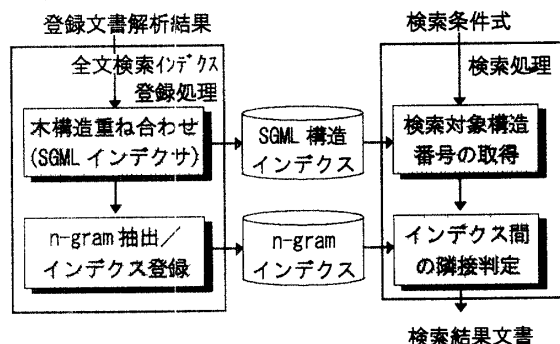 登録文書解析結果
全文検索インデクス
登録処理
木構造重ね合わせ
(SGML インデクサ)
n-gram 抽出／
インデクス登録
SGML 構造
インデクス
n-gram
インデクス
検索条件式
検索処理
検索対象構造
番号の取得
インデクス間
の隣接判定
検索結果文書